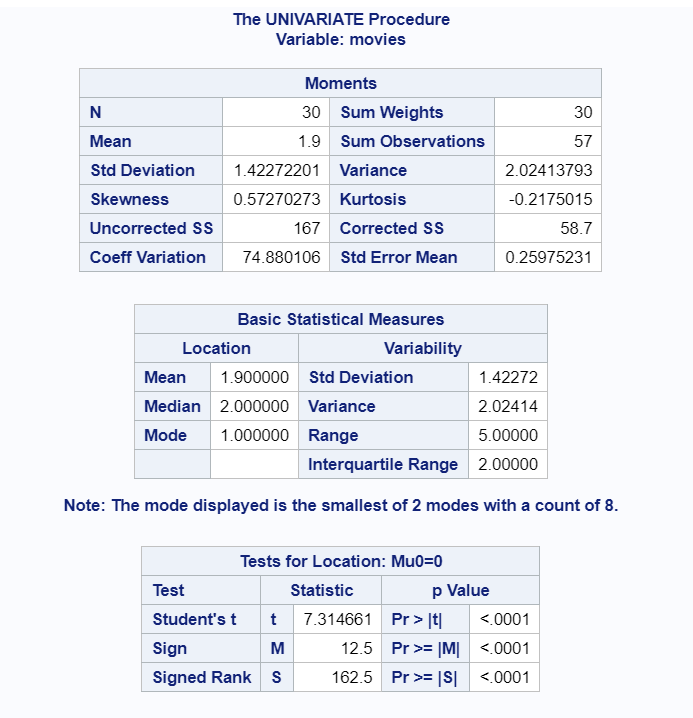 The UNIVARIATE Procedure
Variable: movies
Moments
N 30 Sum Weights 30
Mean 1.9 Sum Observations 57
Std Deviation 1.42272201 Variance 2.02413793
Skewness 0.57270273 Kurtosis -0.2175015
Uncorrected SS 167 Corrected SS 58.7
Coeff Variation 74.880106 Std Error Mean 0.25975231
Basic Statistical Measures
Location Variability
Mean 1.900000 Std Deviation 1.42272
Median 2.000000 Variance 2.02414
Mode 1.000000 Range 5.00000
Interquartile Range 2.00000
Note: The mode displayed is the smallest of 2 modes with a count of 8.
Tests for Location: Mu0=0
Test Statistic p Value
Student's t t 7.314661 Pr > |t| <.0001
Sign M 12.5 Pr >= |M| <.0001
Signed Rank S 162.5 Pr >= |S| <.0001